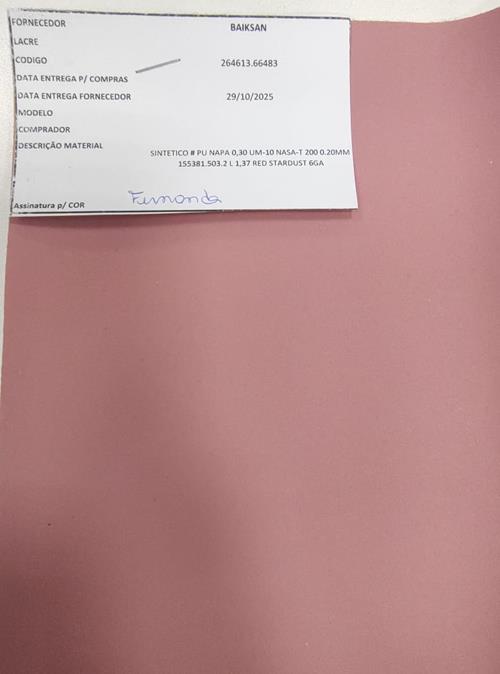 FORNECEDOR BAIKSAN
LACRE
CODIGO 264613.66483
DATA ENTREGA P/ COMPRAS
DATA ENTREGA FORNECEDOR 29/10/2025
MODELO
COMPRADOR
DESCRIÇÃO MATERIAL SINTETICO # PU NAPA 0,30 UM-10 NASA-T 200 0.20MM
155381.503.2 L 1,37 RED STARDUST 6GA
Assinatura p/ COR Fernanda